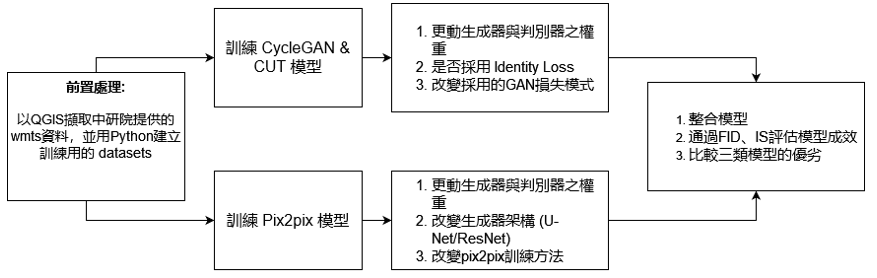 前置處理:
以QGIS擷取中研院提供的
wmts資料，並用Python建立
訓練用的 datasets
訓練 CycleGAN &
CUT 模型
1. 更動生成器與判別器之權
重
2. 是否採用 Identity Loss
3. 改變採用的GAN損失模式
訓練 Pix2pix 模型
1. 更動生成器與判別器之權
重
2. 改變生成器架構 (U-
Net/ResNet)
3. 改變pix2pix訓練方法
1. 整合模型
2. 通過FID、IS評估模型成效
3. 比較三類模型的優劣